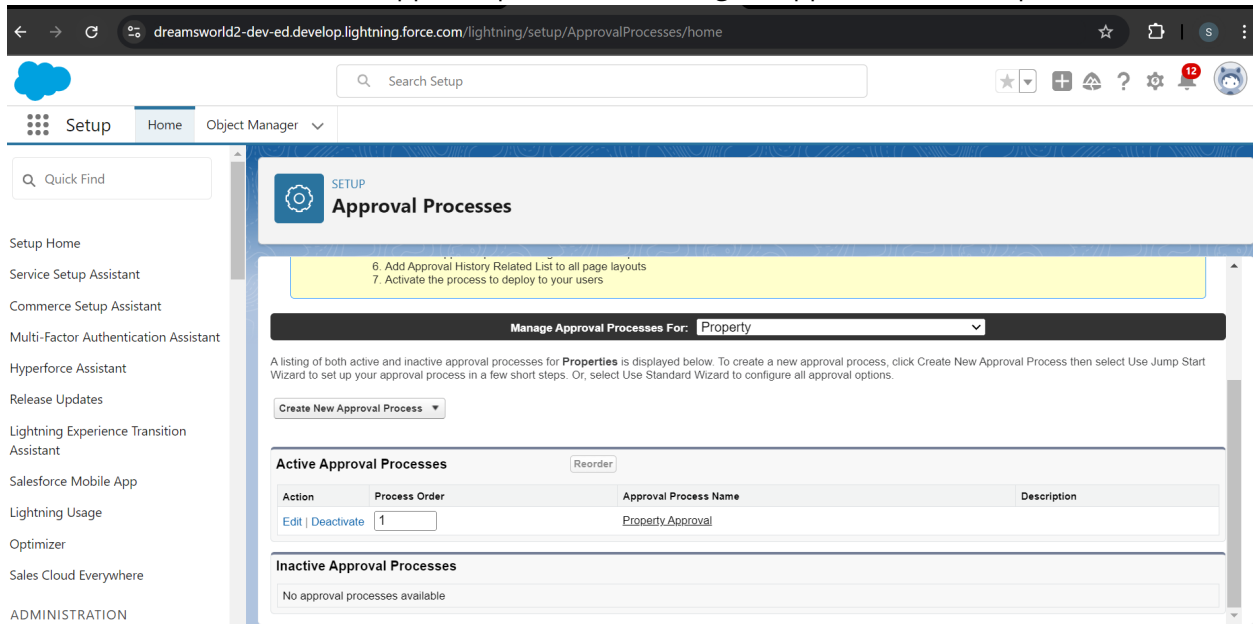 dreamsworld2-dev-ed.develop.lightning.force.com/lightning/setup/ApprovalProcesses/home
S
Search Setup
12
Setup
Home
Object Manager
Quick Find
SETUP
Approval Processes
Setup Home
Service Setup Assistant
Commerce Setup Assistant
Multi-Factor Authentication Assistant
Hyperforce Assistant
Release Updates
Lightning Experience Transition
Assistant
Salesforce Mobile App
Lightning Usage
Optimizer
Sales Cloud Everywhere
ADMINISTRATION
6. Add Approval History Related List to all page layouts
7. Activate the process to deploy to your users
Manage Approval Processes For: Property
A listing of both active and inactive approval processes for Properties is displayed below. To create a new approval process, click Create New Approval Process then select Use Jump Start
Wizard to set up your approval process in a few short steps. Or, select Use Standard Wizard to configure all approval options.
Create New Approval Process
Active Approval Processes Reorder
Action Process Order Approval Process Name Description
Edit | Deactivate 1 Property Approval
Inactive Approval Processes
No approval processes available